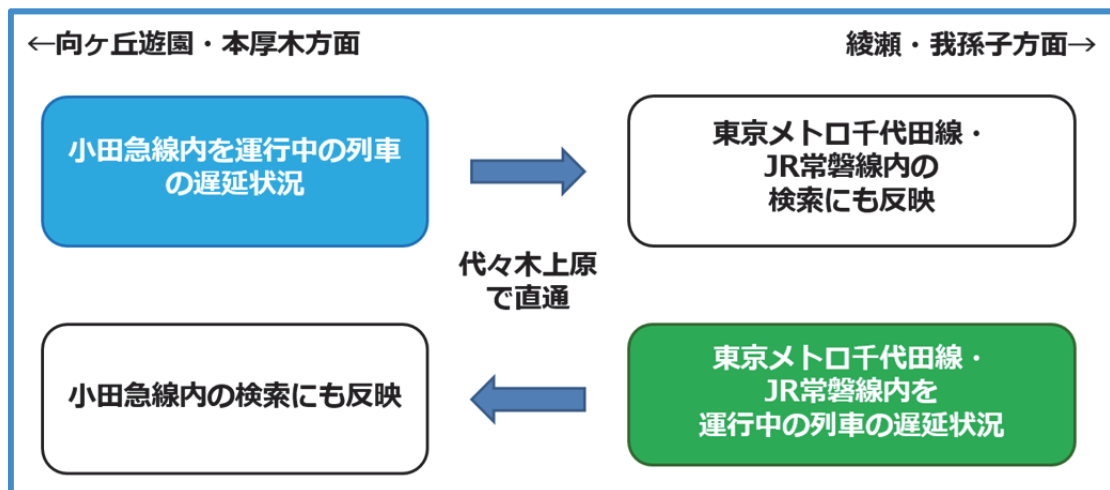 ←向ヶ丘遊園・本厚木方面
綾瀬・我孫子方面→
小田急線内を運行中の列車
の遅延状況
東京メトロ千代田線・
JR常磐線内の
検索にも反映
代々木上原
で直通
小田急線内の検索にも反映
東京メトロ千代田線・
JR常磐線内を
運行中の列車の遅延状況